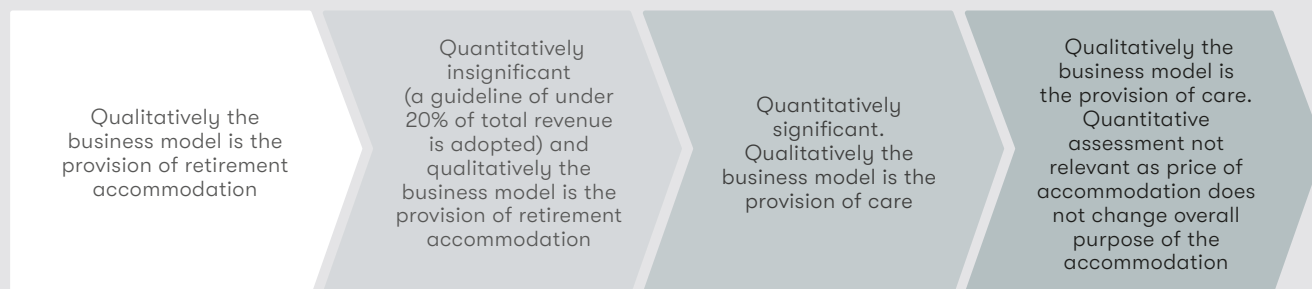 Qualitatively the
business model is the
provision of retirement
accommodation
Quantitatively
insignificant
(a guideline of under
20% of total revenue
is adopted) and
qualitatively the
business model is the
provision of retirement
accommodation
Quantitatively
significant.
Qualitatively the
business model is the
provision of care
Qualitatively the
business model is
the provision of care.
Quantitative
assessment not
relevant as price of
accommodation does
not change overall
purpose of the
accommodation